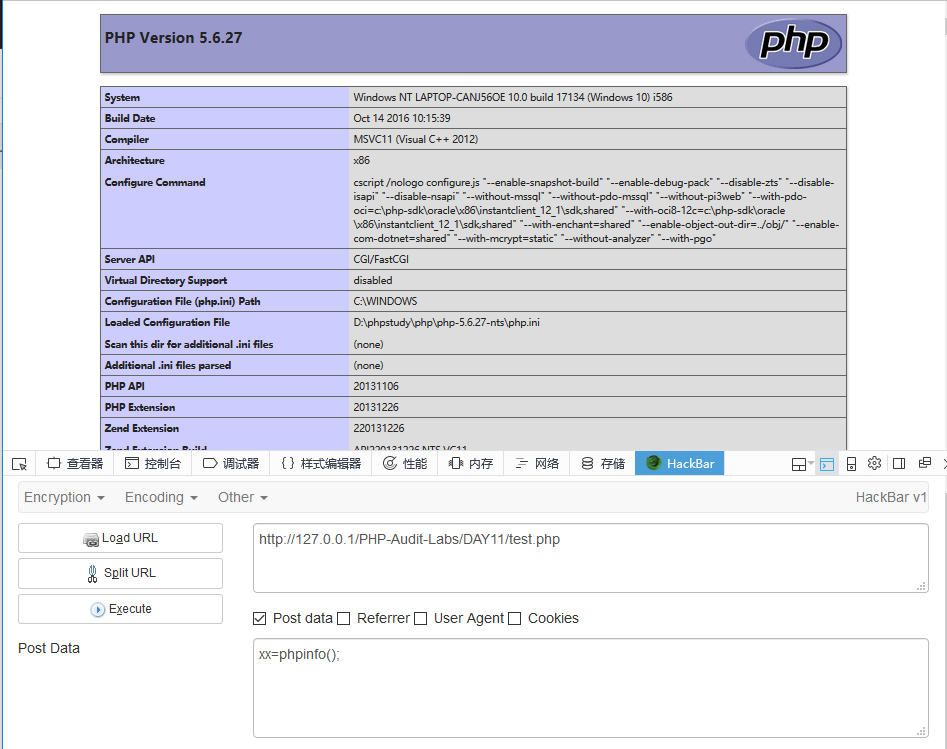 PHP Version 5.6.27
php
System Windows NT LAPTOP-CANJ56OE 10.0 build 17134 (Windows 10) i586
Build Date Oct 14 2016 10:15:39
Compiler MSVC11 (Visual C++ 2012)
Architecture x86
Configure Command cscript /nologo configure.js "--enable-snapshot-build" "--enable-debug-pack" "--disable-zts" "--disable-
isapi" "--disable-nsapi" "--without-mssql" "--without-pdo-mssql" "--without-pi3web" "--with-pdo-
oci=c:\php-sdk\oracle\x86\instantclient_12_1\sdk,shared" "--with-oci8-12c=c:\php-sdk\oracle
\x86\instantclient_12_1\sdk,shared" "--with-enchant=shared" "--enable-object-out-dir=../obj/" "--enable-
com-dotnet=shared" "--with-mcrypt=static" "--without-analyzer" "--with-pgo"
Server API CGI/FastCGI
Virtual Directory Support disabled
Configuration File (php.ini) Path C:\WINDOWS
Loaded Configuration File D:\phpstudy\php\php-5.6.27-nts\php.ini
Scan this dir for additional .ini files (none)
Additional .ini files parsed (none)
PHP API 20131106
PHP Extension 20131226
Zend Extension 220131226
Zend Extension Build API220131226,NTS,VC11
查看器 控制台 调试器 {} 样式编辑器 性能 内存 网络 存储 HackBar
Encryption Encoding Other HackBar v1
Load URL http://127.0.0.1/PHP-Audit-Labs/DAY11/test.php
Split URL
Execute
Post data Referrer User Agent Cookies
Post Data xx=phpinfo();